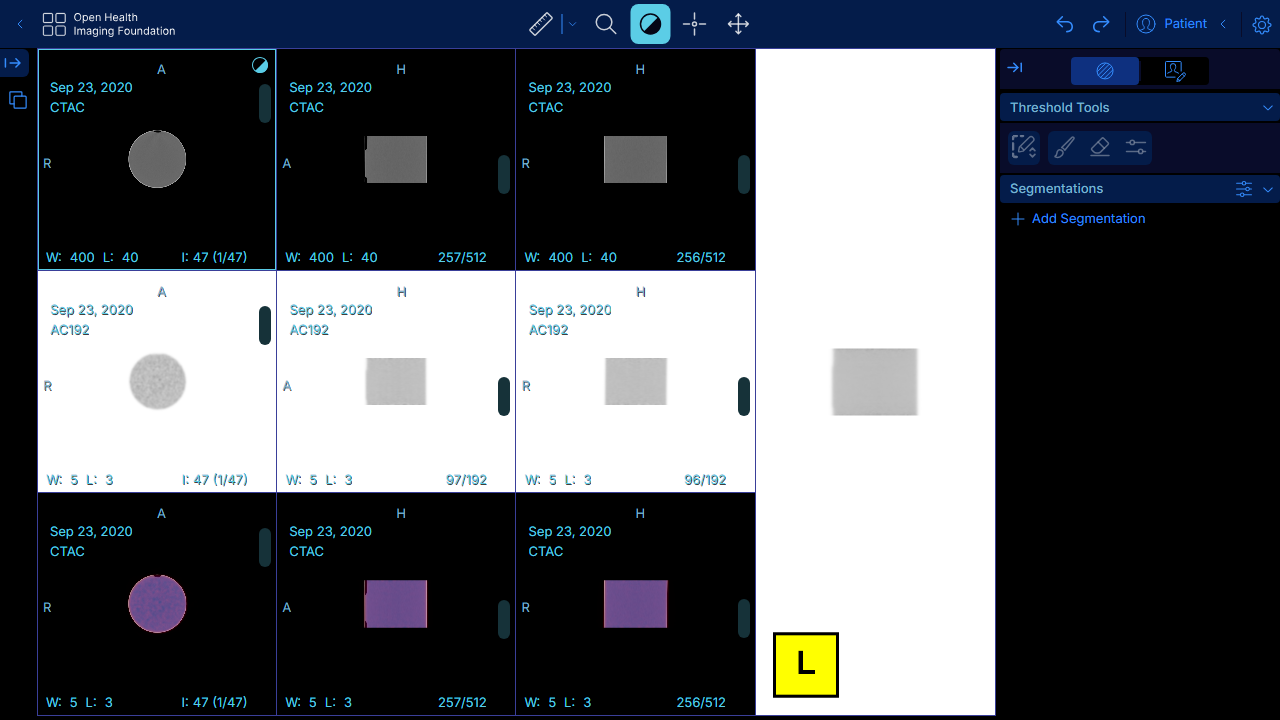 Open Health
Imaging Foundation
Patient
A
Sep 23, 2020
CTAC
R
W: 400 L: 40
I: 47 (1/47)
H
Sep 23, 2020
CTAC
A
W: 400 L: 40
257/512
H
Sep 23, 2020
CTAC
R
W: 400 L: 40
256/512
A
Sep 23, 2020
AC192
R
W: 5 L: 3
I: 47 (1/47)
H
Sep 23, 2020
AC192
A
W: 5 L: 3
97/192
H
Sep 23, 2020
AC192
R
W: 5 L: 3
96/192
A
Sep 23, 2020
CTAC
R
W: 5 L: 3
I: 47 (1/47)
H
Sep 23, 2020
CTAC
A
W: 5 L: 3
257/512
H
Sep 23, 2020
CTAC
R
W: 5 L: 3
256/512
L
Threshold Tools
Segmentations
Add Segmentation